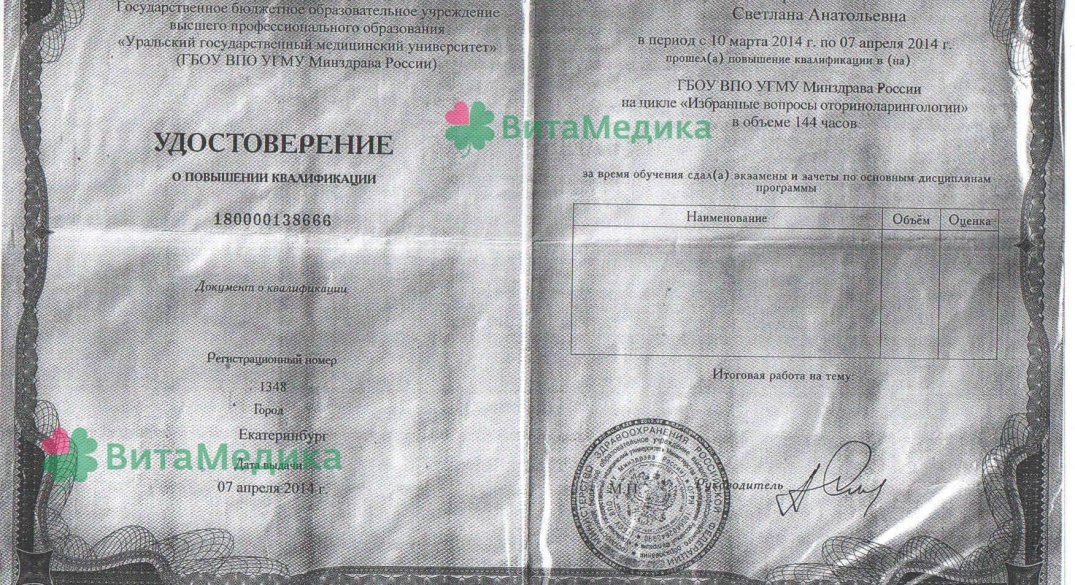 Государственное бюджетное образовательное учреждение
высшего профессионального образования
«Уральский государственный медицинский университет»
(ГБОУ ВПО УГМУ Минздрава России)
УДОСТОВЕРЕНИЕ
О ПОВЫШЕНИИ КВАЛИФИКАЦИИ
180000138666
Документ о квалификации
Регистрационный номер
1348
Город
Екатеринбург
ВитаМедика
Дата выдачи
07 апреля 2014 г.
Светлана Анатольевна
в период с 10 марта 2014 г. по 07 апреля 2014 г.
прошел(а) повышение квалификации в (на)
ГБОУ ВПО УГМУ Минздрава России
на цикле «Избранные вопросы оториноларингологии»
ВитаМедика
в объеме 144 часов
за время обучения сдал(а) экзамены и зачеты по основным дисциплинам
программы
Наименование Объём Оценка
Итоговая работа на тему:
МИНИСТЕРСТВО ЗДРАВООХРАНЕНИЯ РОССИЙСКОЙ ФЕДЕРАЦИИ
М.П.
Руководитель